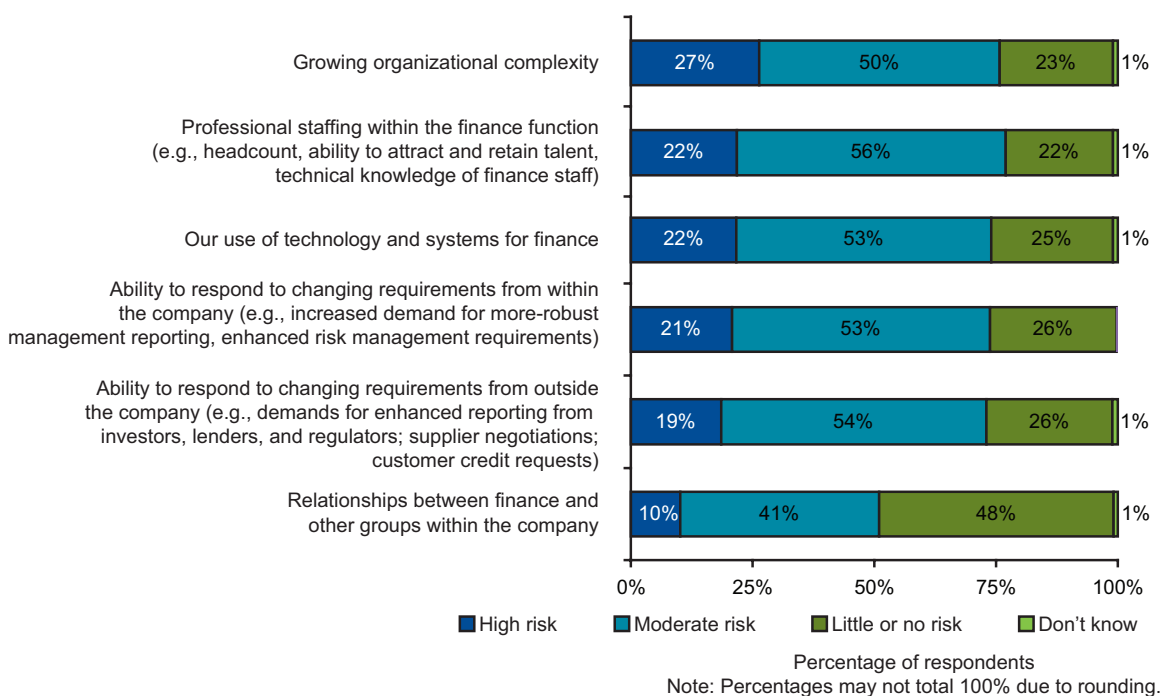 Growing organizational complexity
27% 50% 23% 1%
Professional staffing within the finance function
(e.g., headcount, ability to attract and retain talent,
technical knowledge of finance staff)
22% 56% 22% 1%
Our use of technology and systems for finance
22% 53% 25% 1%
Ability to respond to changing requirements from within
the company (e.g., increased demand for more-robust
management reporting, enhanced risk management requirements)
21% 53% 26%
Ability to respond to changing requirements from outside
the company (e.g., demands for enhanced reporting from
investors, lenders, and regulators; supplier negotiations;
customer credit requests)
19% 54% 26% 1%
Relationships between finance and
other groups within the company
10% 41% 48% 1%
0% 25% 50% 75% 100%
High risk Moderate risk Little or no risk Don’t know
Percentage of respondents
Note: Percentages may not total 100% due to rounding.